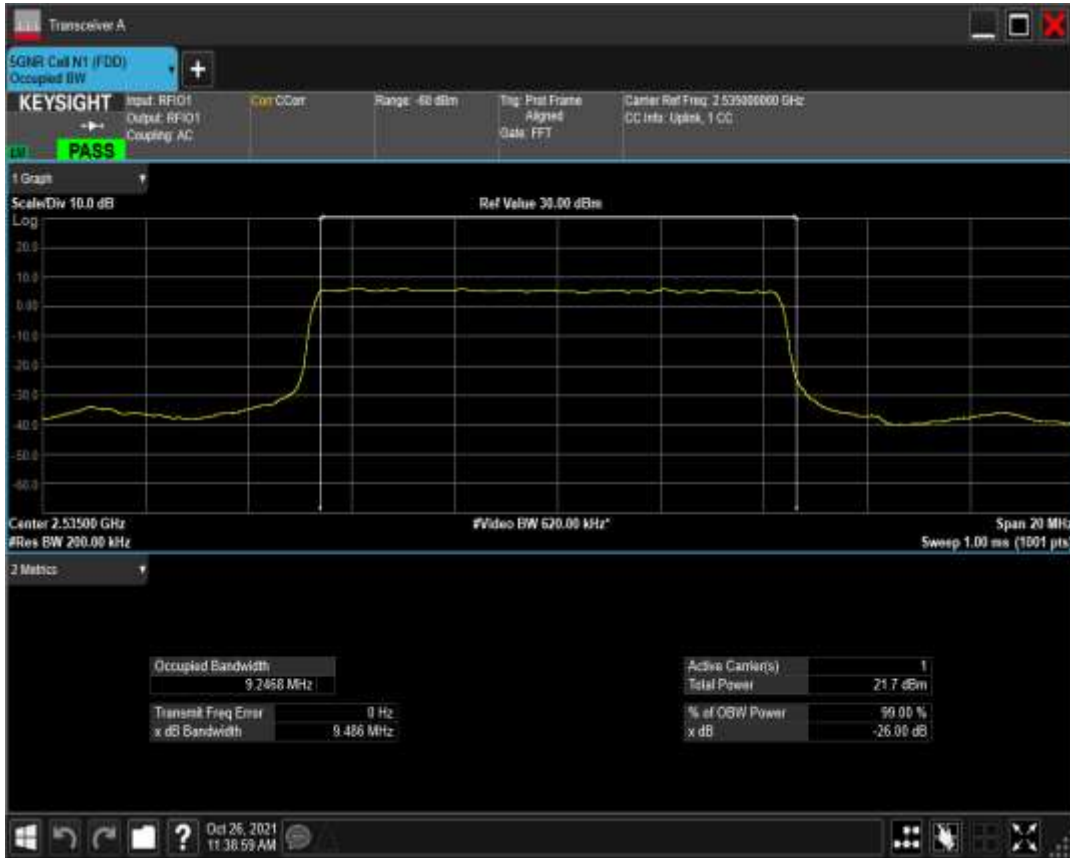 Transceiver A
5GNR Cell N1 (FDD)
Occupied BW
+
KEYSIGHT
Input: RFIO1
Output: RFIO1
Coupling: AC
Corr CCorr
Range: -60 dBm
Trig: Prot Frame
Aligned
Gate: FFT
Carrier Ref Freq: 2.535000000 GHz
CC Info: Uplink, 1 CC
PASS
1 Graph
Scale/Div 10.0 dB
Ref Value 30.00 dBm
Log
20.0
10.0
0.00
-10.0
-20.0
-30.0
-40.0
-50.0
-60.0
Center 2.53500 GHz
#Video BW 620.00 kHz*
Span 20 MHz
#Res BW 200.00 kHz
Sweep 1.00 ms (1001 pts)
2 Metrics
Occupied Bandwidth
9.2468 MHz
Transmit Freq Error 0 Hz
x dB Bandwidth 9.486 MHz
Active Carrier(s) 1
Total Power 21.7 dBm
% of OBW Power 99.00 %
x dB -26.00 dB
?
Oct 26, 2021
11:38:59 AM